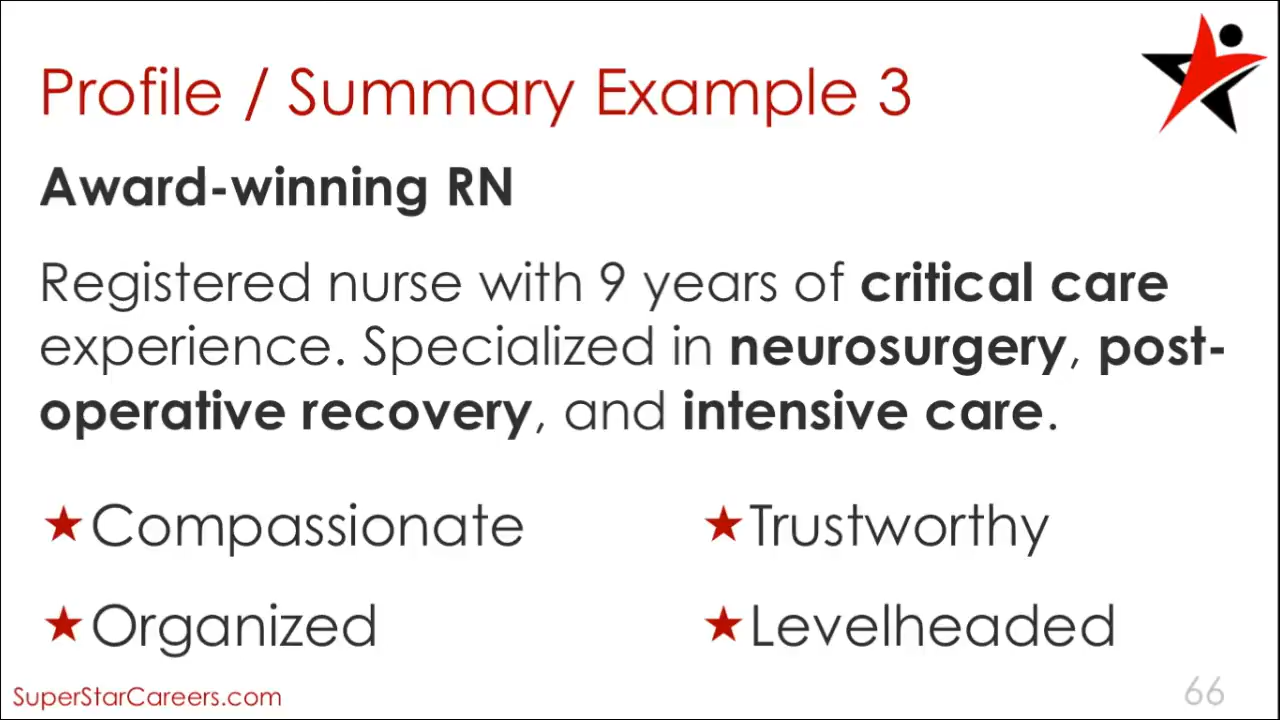 Profile / Summary Example 3
Award-winning RN
Registered nurse with 9 years of critical care
experience. Specialized in neurosurgery, post-
operative recovery, and intensive care.
★Compassionate
★Trustworthy
★Organized
★Levelheaded
SuperStarCareers.com
66